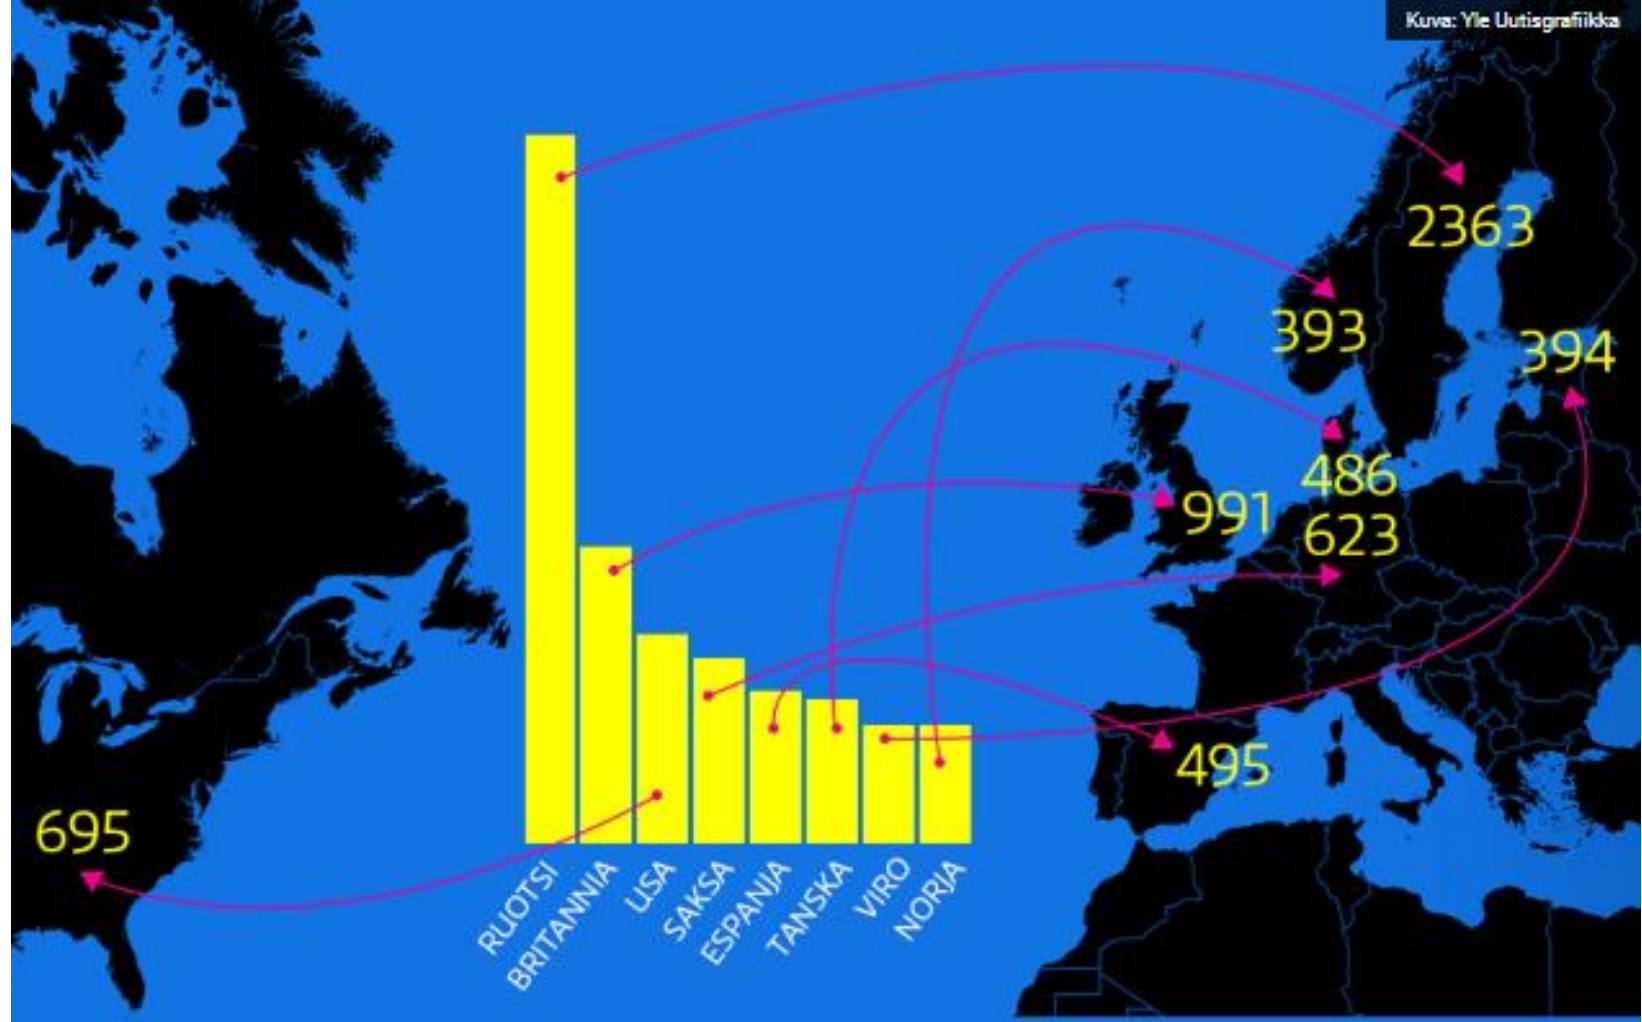 Kuva: Yle Uutisgrafiikka
2363
393
394
486
991
623
495
695
RUOTSI
BRITANNIA
USA
SAKSA
ESPANJA
TANSKA
VIRO
NORJA